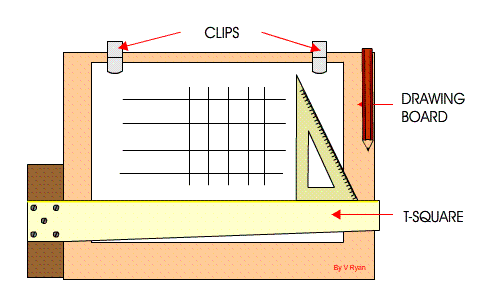 CLIPS
DRAWING
BOARD
T-SQUARE
By V Ryan